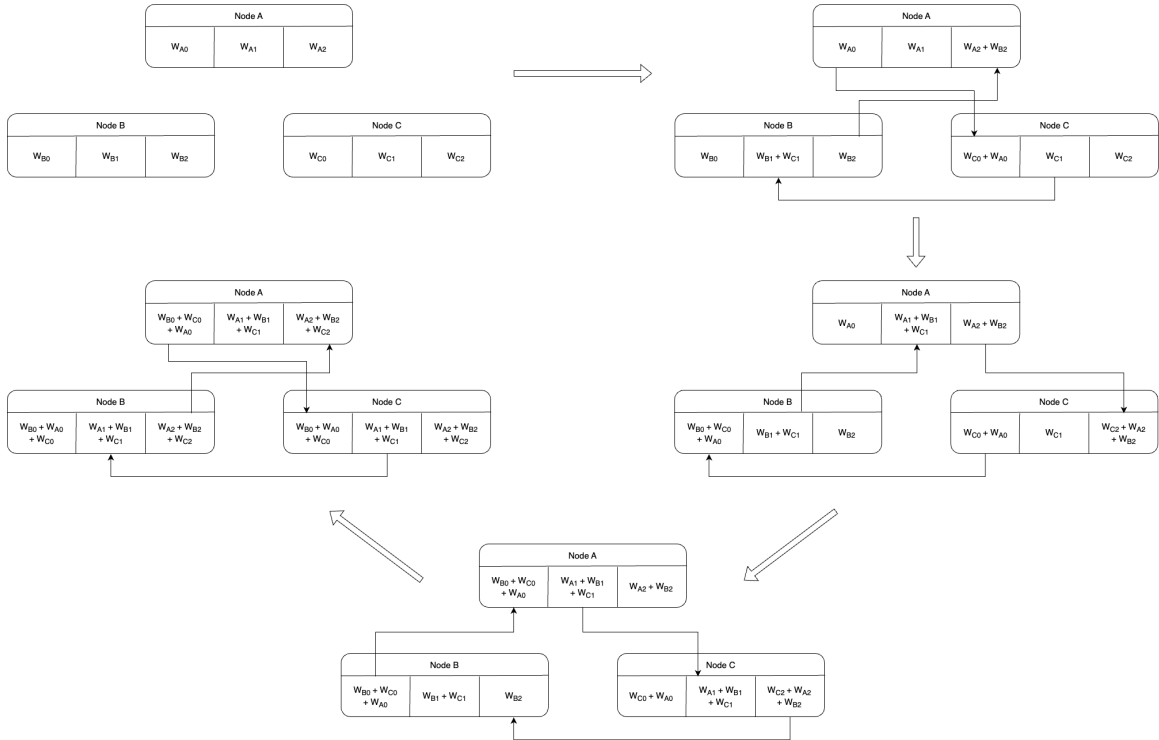 Node A
W_A0 W_A1 W_A2
Node B
W_B0 W_B1 W_B2
Node C
W_C0 W_C1 W_C2
Node A
W_A0 W_A1 W_A2 + W_B2
Node B
W_B0 W_B1 + W_C1 W_B2
Node C
W_C0 + W_A0 W_C1 W_C2
Node A
W_A0 W_A1 + W_B1 W_A2 + W_B2
+ W_C1
Node B
W_B0 + W_C0 W_B1 + W_C1 W_B2
+ W_A0
Node C
W_C0 + W_A0 W_C1 W_C2 + W_A2
+ W_B2
Node A
W_B0 + W_C0 W_A1 + W_B1 W_A2 + W_B2
+ W_A0 + W_C1
Node B
W_B0 + W_C0 W_B1 + W_C1 W_B2
+ W_A0
Node C
W_C0 + W_A0 W_A1 + W_B1 W_C2 + W_A2
+ W_C1 + W_B2
Node A
W_B0 + W_C0 W_A1 + W_B1 W_A2 + W_B2
+ W_A0 + W_C1 + W_C2
Node B
W_B0 + W_A0 W_A1 + W_B1 W_A2 + W_B2
+ W_C0 + W_C1 + W_C2
Node C
W_B0 + W_A0 W_A1 + W_B1 W_A2 + W_B2
+ W_C0 + W_C1 + W_C2